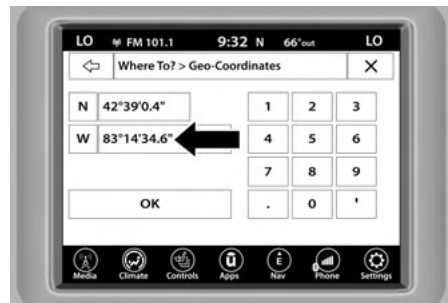 LO FM 101.1 9:32 N 66°out LO
Where To? > Geo-Coordinates X
N 42°39'0.4" 1 2 3
W 83°14'34.6" 4 5 6
7 8 9
OK . 0 '
Media Climate Controls Apps Nav Phone Settings